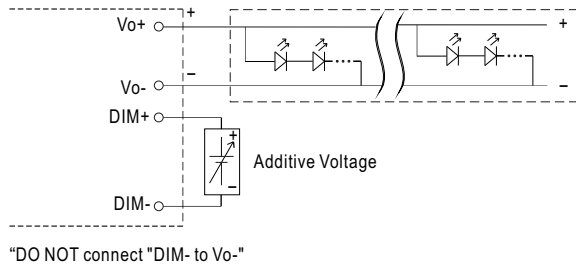 Vo+
+
+
Vo-
−
−
DIM+
+
Additive Voltage
−
DIM-
“DO NOT connect "DIM- to Vo-"